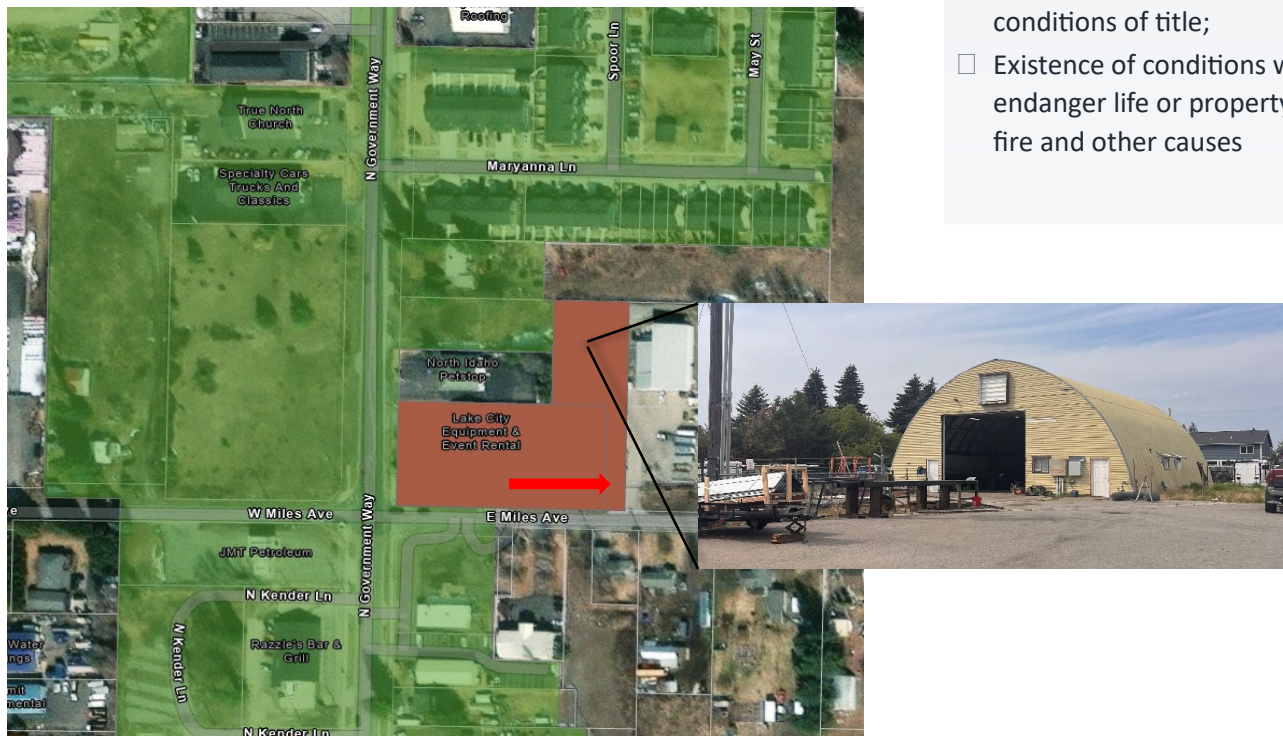 Roofing
Spoor Ln
May St
True North
Church
N Government Way
Maryanna Ln
Specialty Cars
Trucks And
Classics
North Idaho
Petstop
Lake City
Equipment &
Event Rental
W Miles Ave
E Miles Ave
JMT Petroleum
N Government Way
N Kender Ln
N Kender Ln
Razzle's Bar &
Grill
Water
N Kender Ln
conditions of title;
☐ Existence of conditions
endanger life or property
fire and other causes